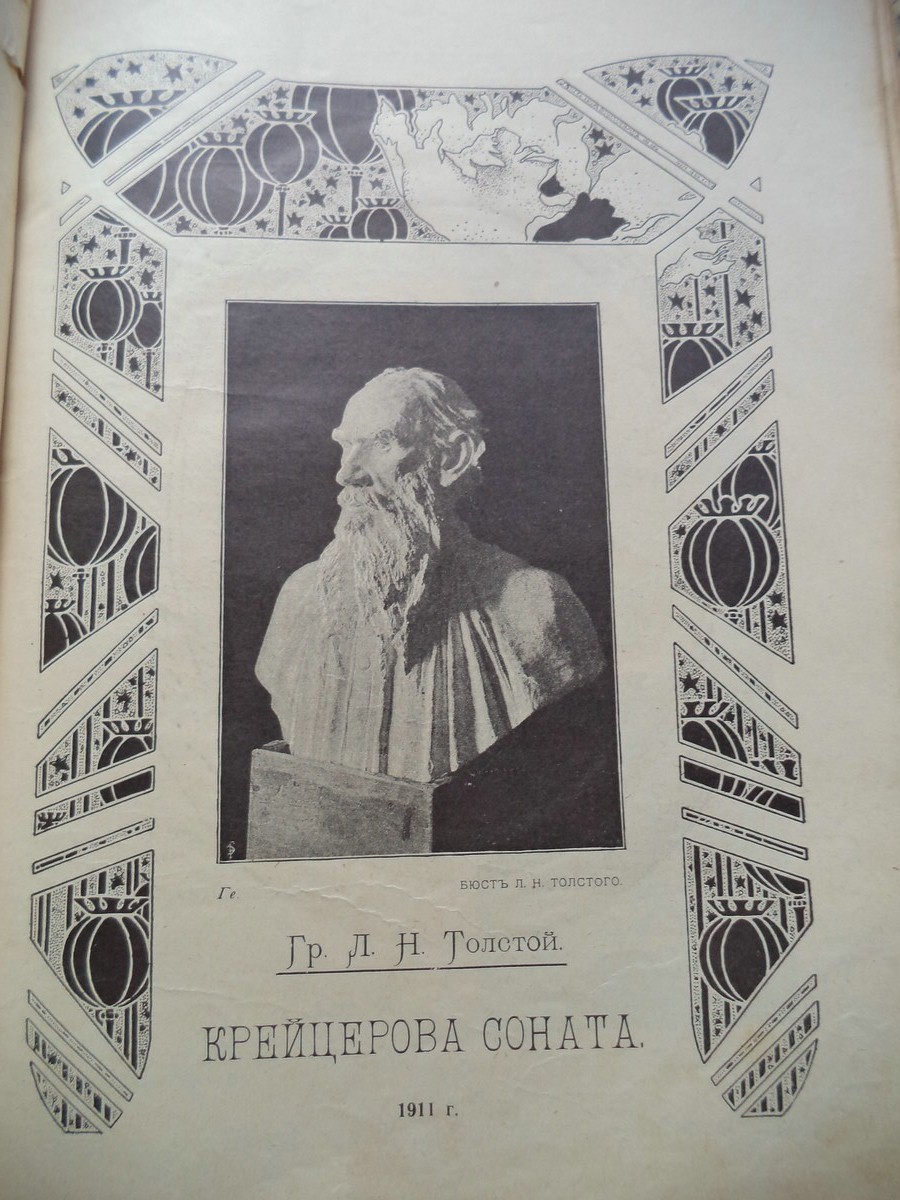 Ге.
БЮСТЪ Л. Н. ТОЛСТОГО.
Гр. Л. Н. Толстой.
КРЕЙЦЕРОВА СОНАТА.
1911 г.